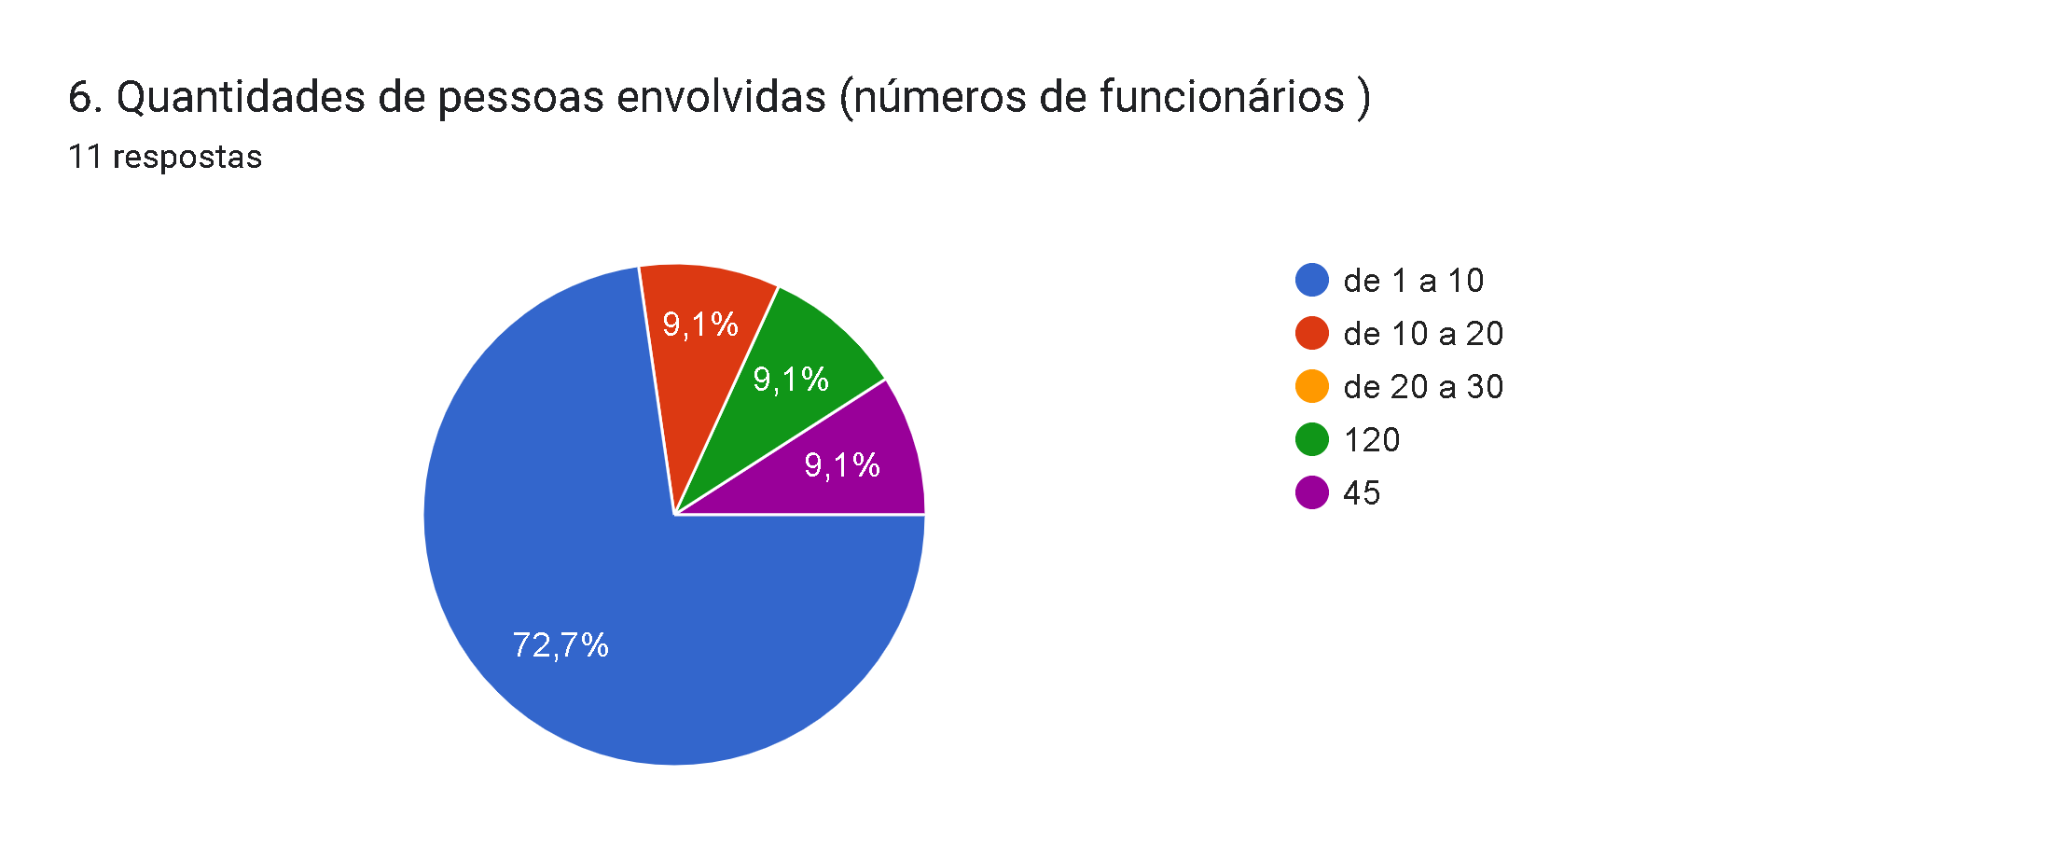 6. Quantidades de pessoas envolvidas (números de funcionários )
11 respostas
9,1%
9,1%
9,1%
72,7%
de 1 a 10
de 10 a 20
de 20 a 30
120
45